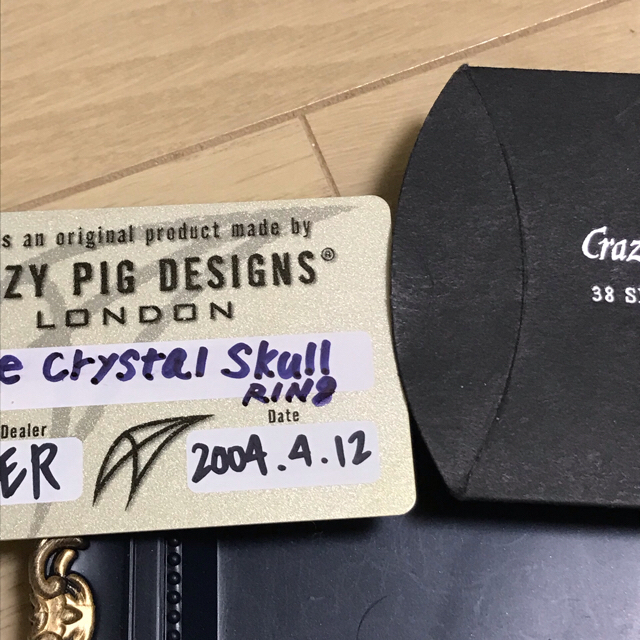 s an original product made by
ZY PIG DESIGNS®
LONDON
e Crystal Skull
RING
Dealer
ER
Date
2004.4.12
Craz
38 S